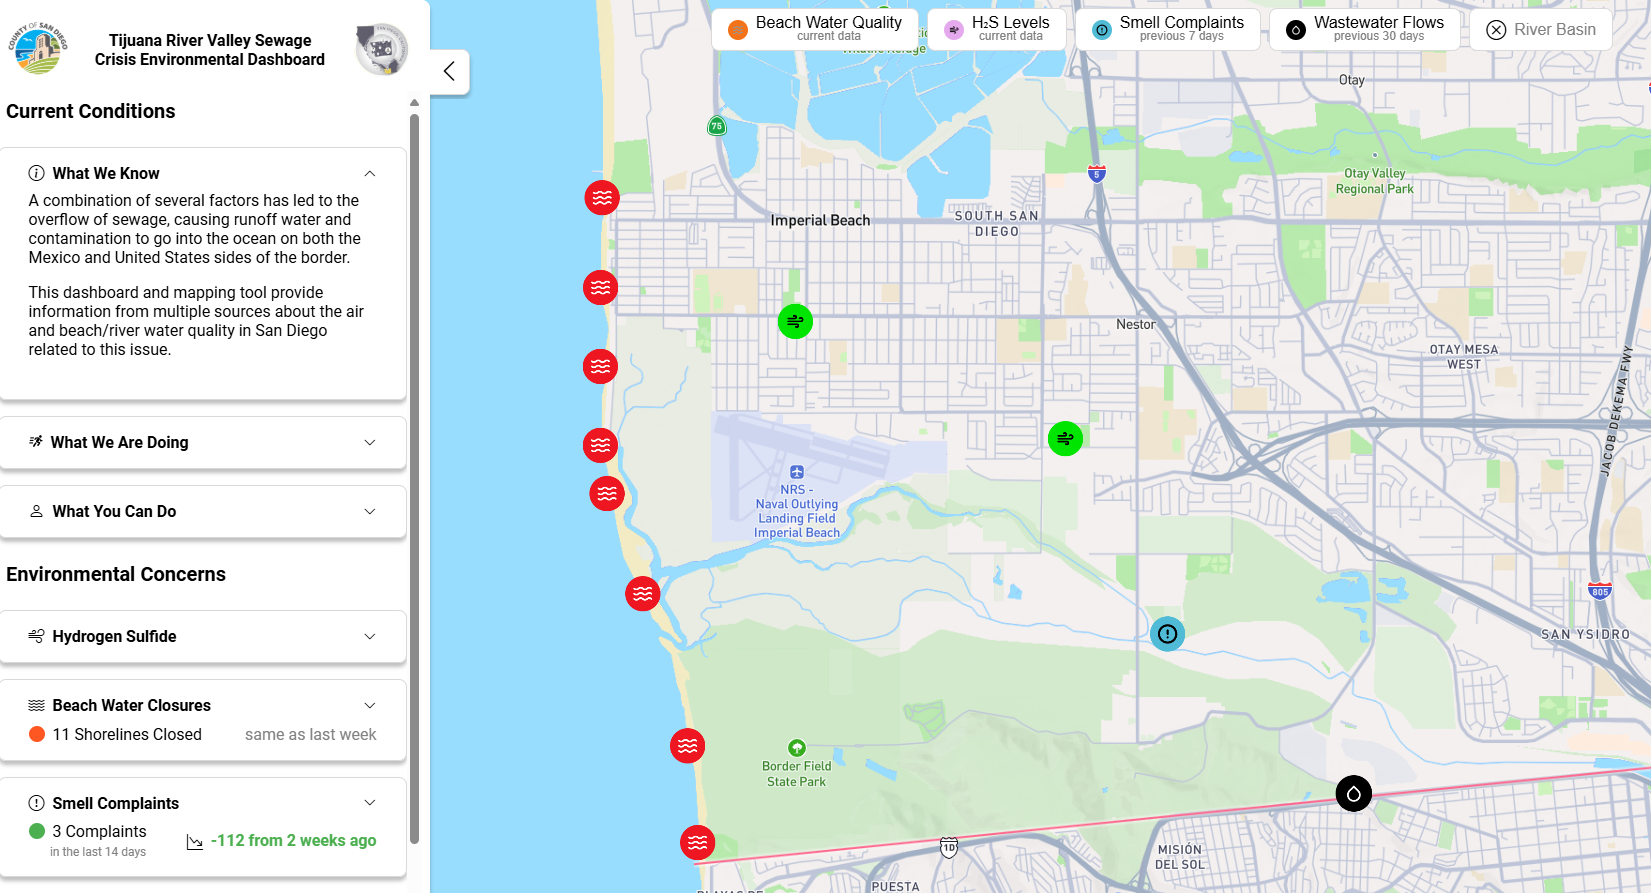 COUNTY OF SAN DIEGO
Tijuana River Valley Sewage
Crisis Environmental Dashboard
Current Conditions
What We Know
A combination of several factors has led to the
overflow of sewage, causing runoff water and
contamination to go into the ocean on both the
Mexico and United States sides of the border.
This dashboard and mapping tool provide
information from multiple sources about the air
and beach/river water quality in San Diego
related to this issue.
What We Are Doing
What You Can Do
Environmental Concerns
Hydrogen Sulfide
Beach Water Closures
11 Shorelines Closed
same as last week
Smell Complaints
3 Complaints
in the last 14 days
-112 from 2 weeks ago
Beach Water Quality
current data
H₂S Levels
current data
Smell Complaints
previous 7 days
Wastewater Flows
previous 30 days
River Basin
Otay
75
5
Otay Valley
Regional Park
Imperial Beach
SOUTH SAN
DIEGO
Nestor
OTAY MESA
WEST
JACOB DEKEMA FWY
NRS -
Naval Outlying
Landing Field
Imperial Beach
805
SAN YSIDRO
Border Field
State Park
1D
MISIÓN
DEL SOL
PUESTA
PLAYAS DE